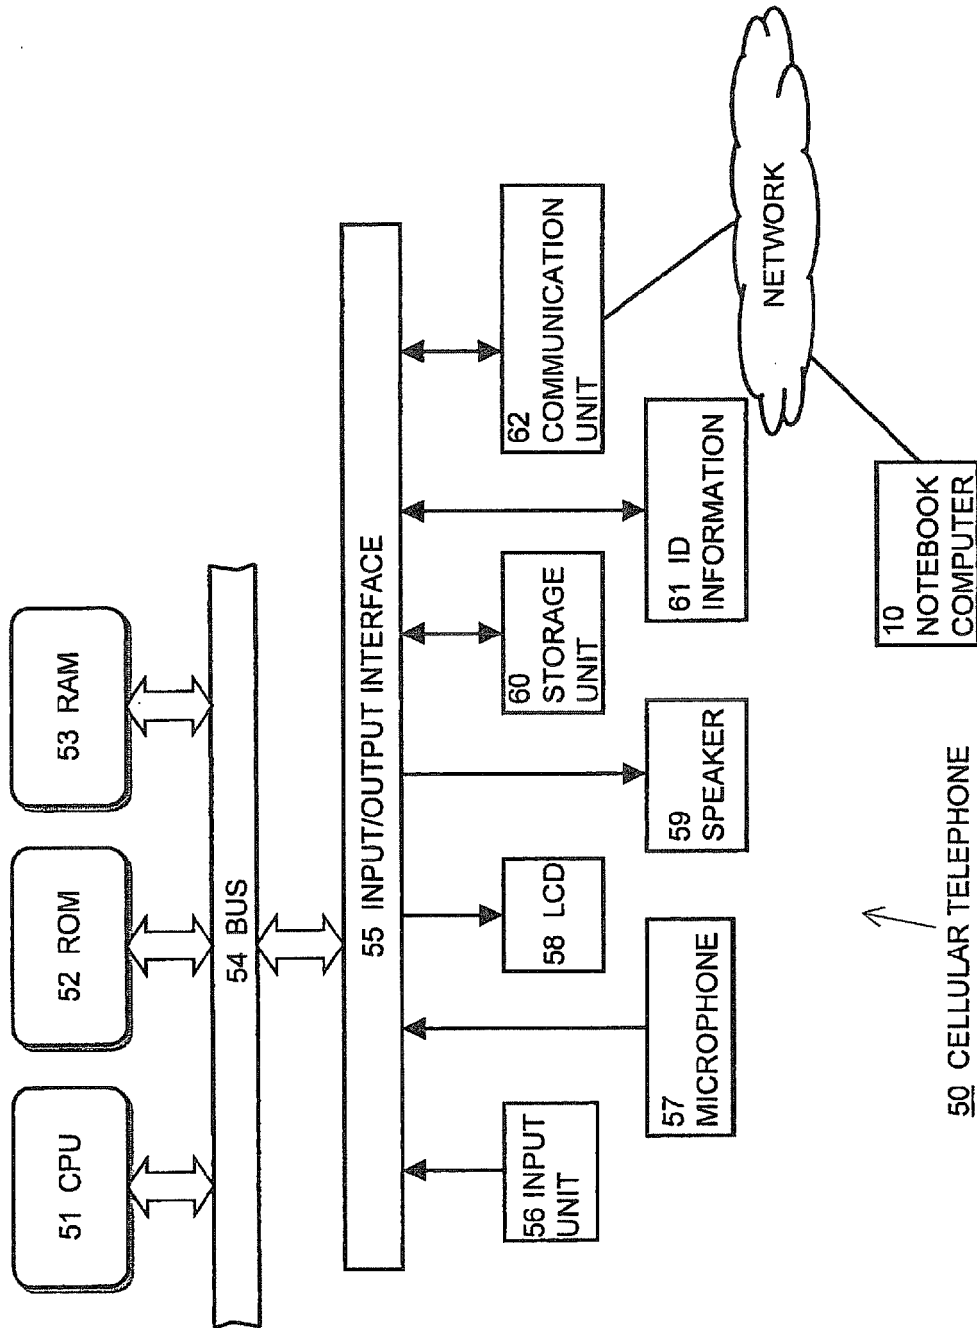 51 CPU
52 ROM
53 RAM
54 BUS
55 INPUT/OUTPUT INTERFACE
56 INPUT
UNIT
57
MICROPHONE
58 LCD
59
SPEAKER
60
STORAGE
UNIT
61 ID
INFORMATION
62
COMMUNICATION
UNIT
NETWORK
10
NOTEBOOK
COMPUTER
50 CELLULAR TELEPHONE